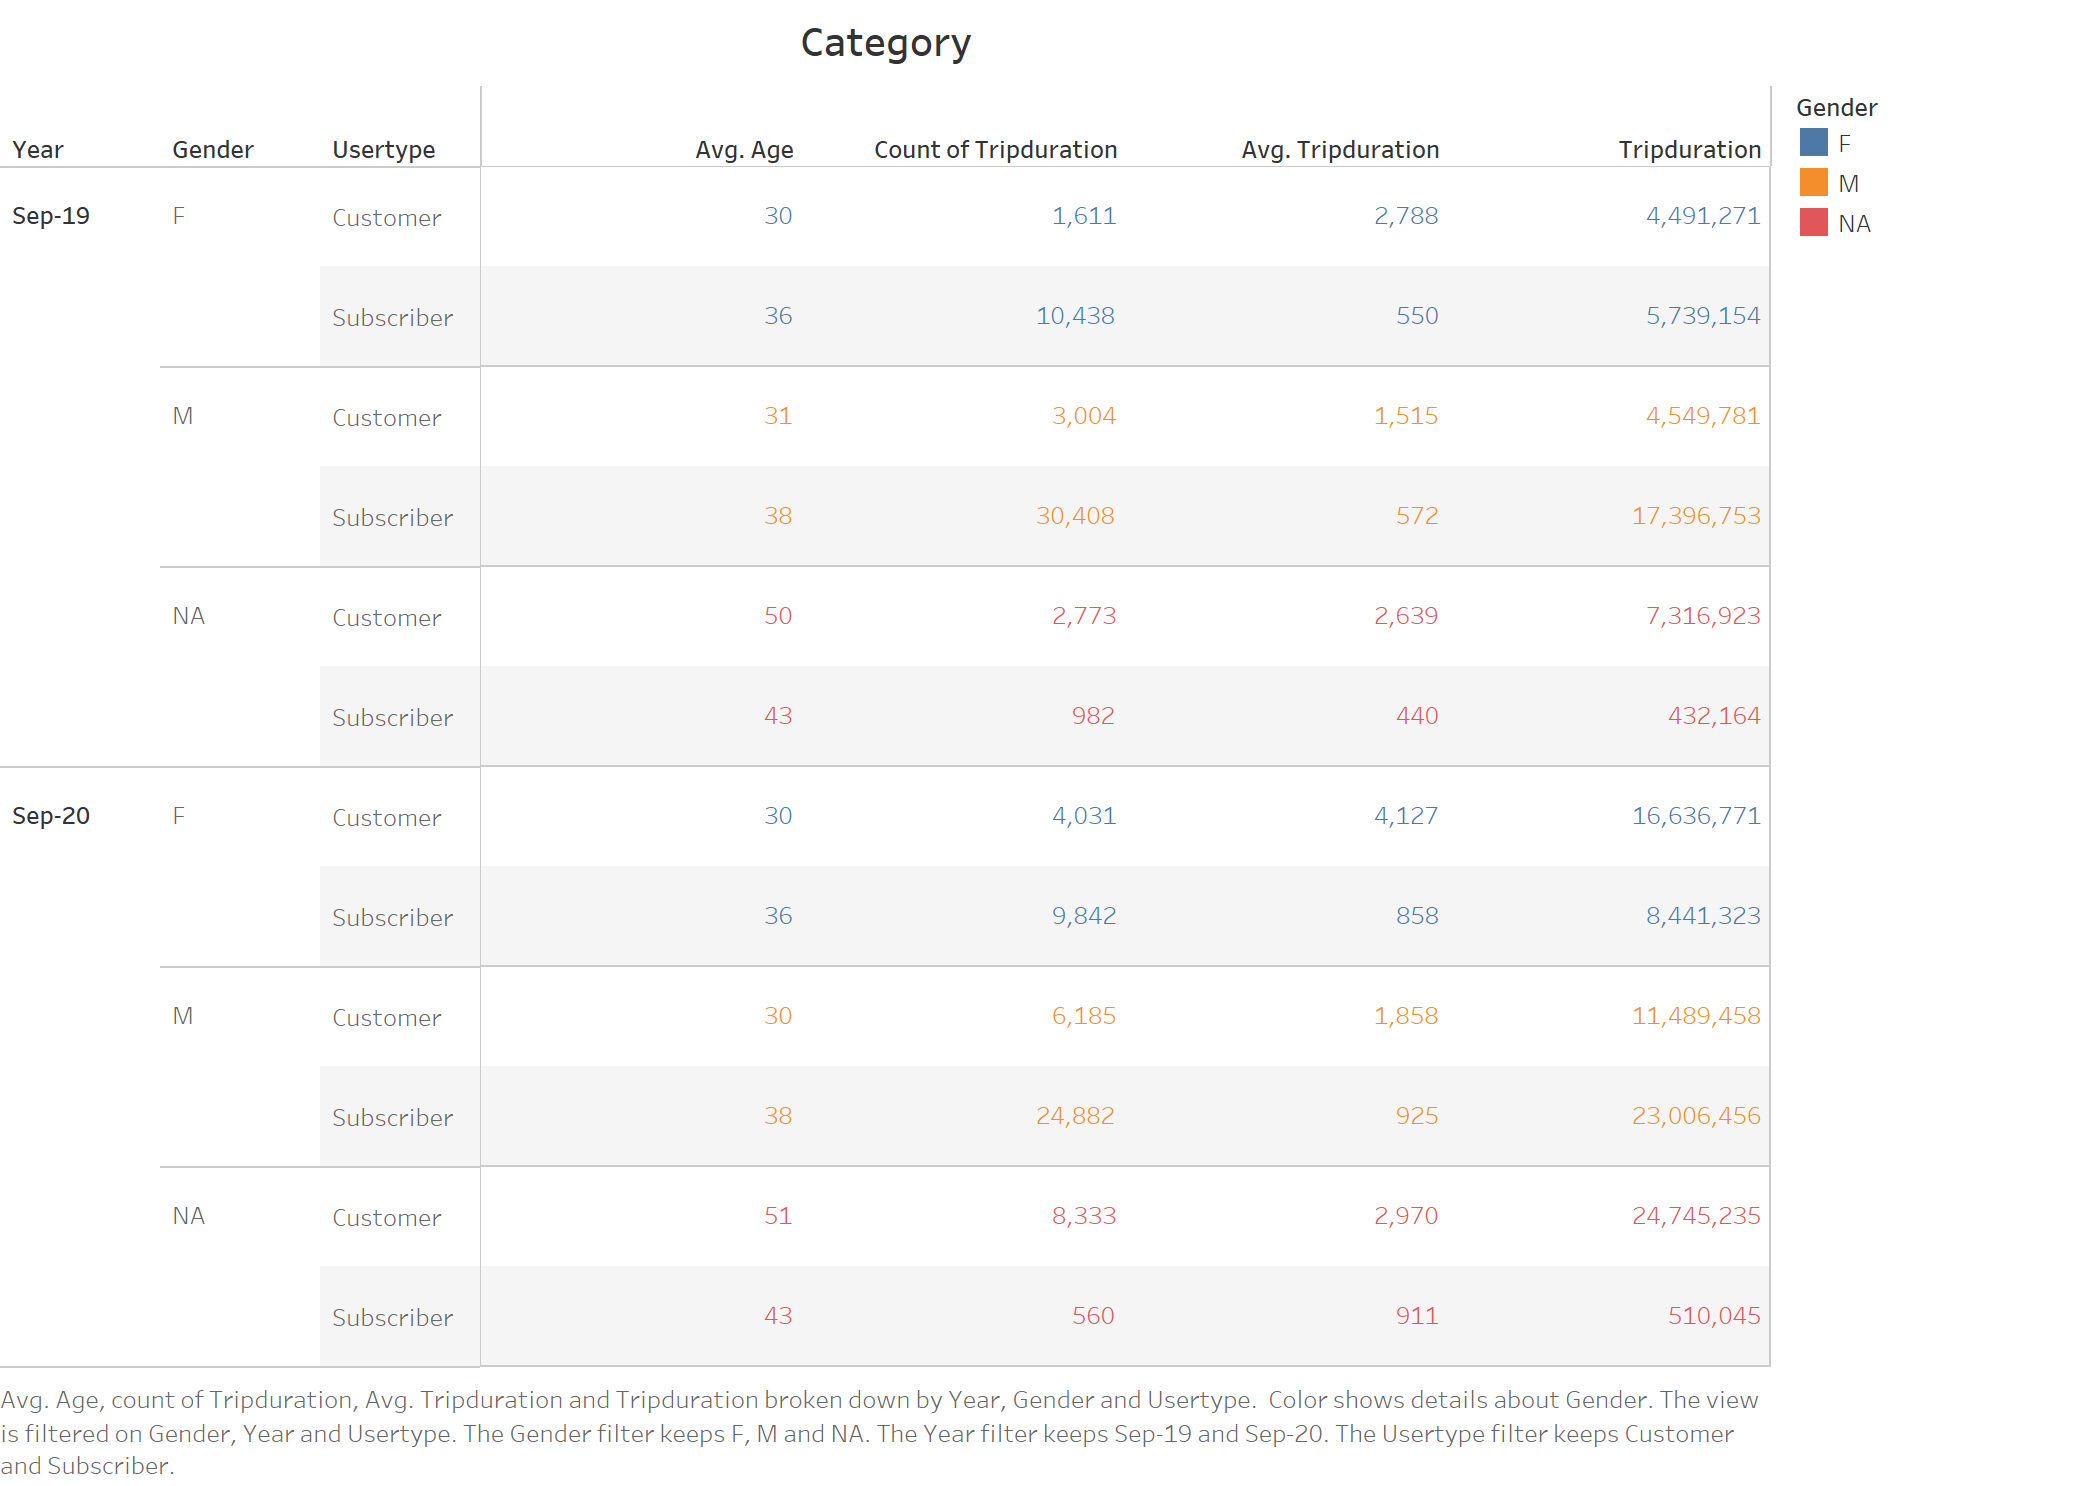 Category
Year Gender Usertype Avg. Age Count of Tripduration Avg. Tripduration Tripduration
Sep-19 F Customer 30 1,611 2,788 4,491,271
Subscriber 36 10,438 550 5,739,154
M Customer 31 3,004 1,515 4,549,781
Subscriber 38 30,408 572 17,396,753
NA Customer 50 2,773 2,639 7,316,923
Subscriber 43 982 440 432,164
Sep-20 F Customer 30 4,031 4,127 16,636,771
Subscriber 36 9,842 858 8,441,323
M Customer 30 6,185 1,858 11,489,458
Subscriber 38 24,882 925 23,006,456
NA Customer 51 8,333 2,970 24,745,235
Subscriber 43 560 911 510,045
Gender
F
M
NA
Avg. Age, count of Tripduration, Avg. Tripduration and Tripduration broken down by Year, Gender and Usertype.  Color shows details about Gender. The view
is filtered on Gender, Year and Usertype. The Gender filter keeps F, M and NA. The Year filter keeps Sep-19 and Sep-20. The Usertype filter keeps Customer
and Subscriber.